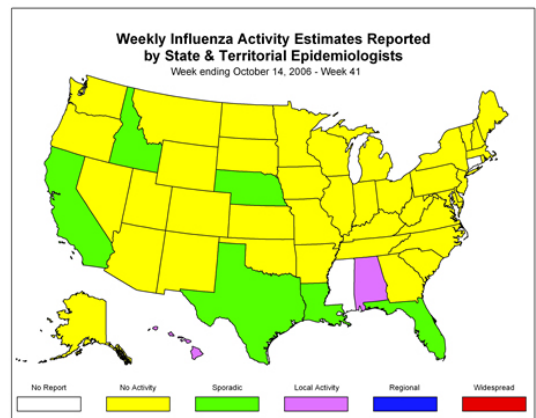 Weekly Influenza Activity Estimates Reported
by State & Territorial Epidemiologists
Week ending October 14, 2006 - Week 41
No Report
No Activity
Sporadic
Local Activity
Regional
Widespread